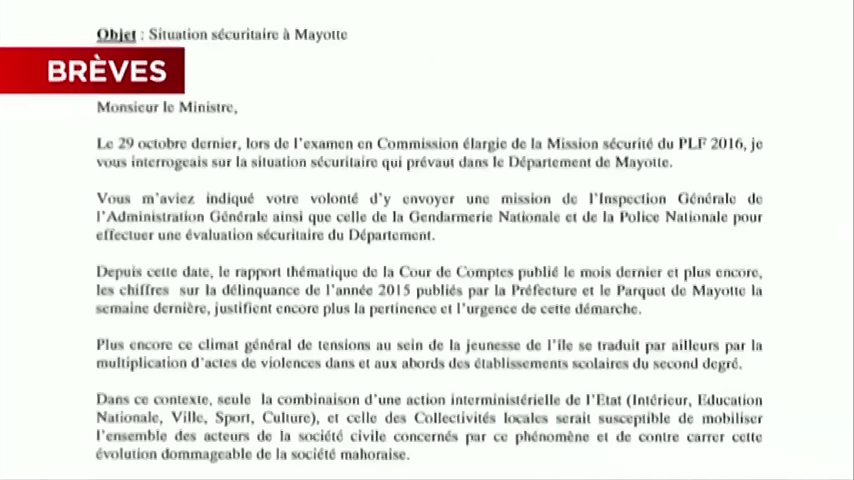 Objet : Situation sécuritaire à Mayotte
BRÈVES
Monsieur le Ministre,
Le 29 octobre dernier, lors de l'examen en Commission élargie de la Mission sécurité du PLF 2016, je
vous interrogeais sur la situation sécuritaire qui prévaut dans le Département de Mayotte.
Vous m'aviez indiqué votre volonté d'y envoyer une mission de l'Inspection Générale de
l'Administration Générale ainsi que celle de la Gendarmerie Nationale et de la Police Nationale pour
effectuer une évaluation sécuritaire du Département.
Depuis cette date, le rapport thématique de la Cour de Comptes publié le mois dernier et plus encore,
les chiffres sur la délinquance de l'année 2015 publiés par la Préfecture et le Parquet de Mayotte la
semaine dernière, justifient encore plus la pertinence et l'urgence de cette démarche.
Plus encore ce climat général de tensions au sein de la jeunesse de l'île se traduit par ailleurs par la
multiplication d'actes de violences dans et aux abords des établissements scolaires du second degré.
Dans ce contexte, seule la combinaison d'une action interministérielle de l'Etat (Intérieur, Education
Nationale, Ville, Sport, Culture), et celle des Collectivités locales serait susceptible de mobiliser
l'ensemble des acteurs de la société civile concernés par ce phénomène et de contre carrer cette
évolution dommageable de la société mahoraise.